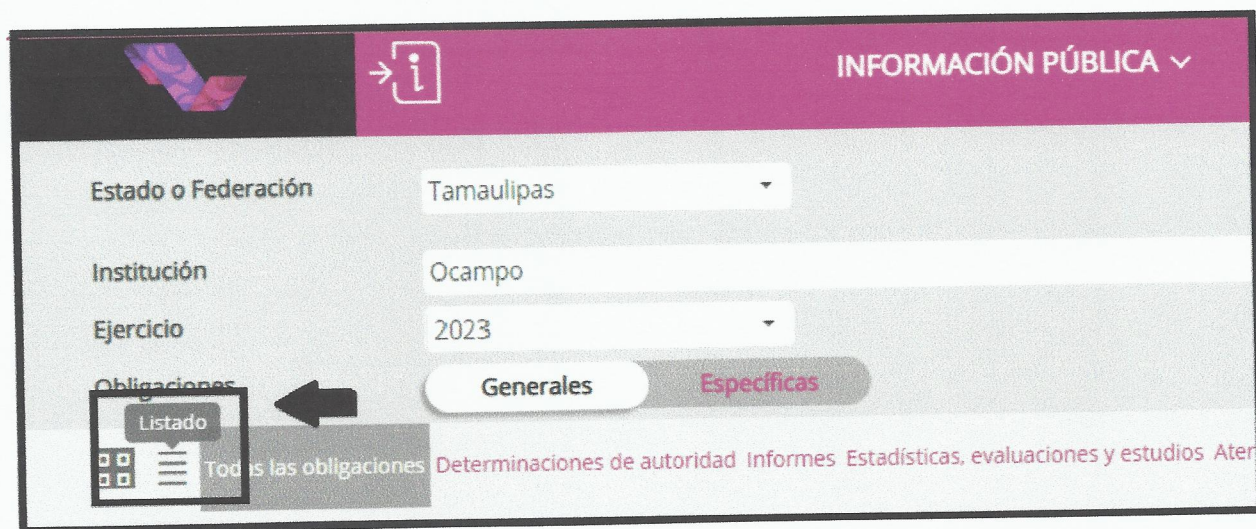 INFORMACIÓN PÚBLICA
Estado o Federación Tamaulipas
Institución Ocampo
Ejercicio 2023
Obligaciones Generales Específicas
Listado
Todas las obligaciones Determinaciones de autoridad Informes Estadísticas, evaluaciones y estudios Aten